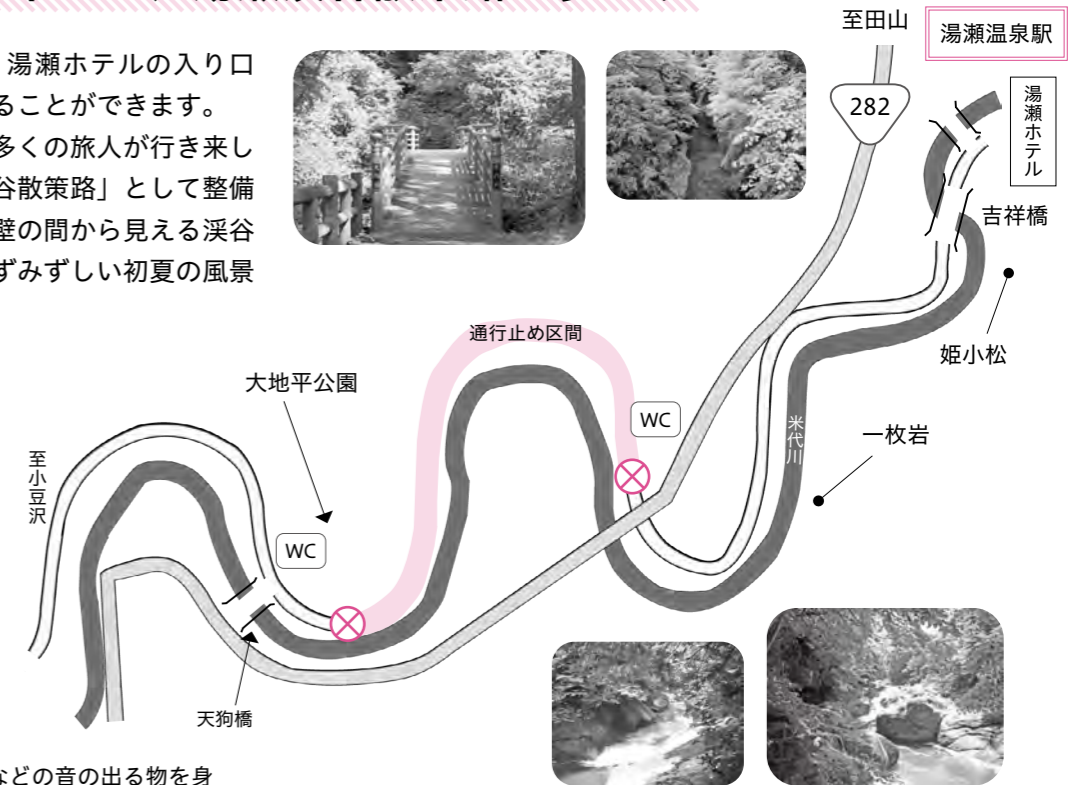 湯瀬ホテルの入り口
ることができます。
多くの旅人が行き来し
谷散策路」として整備
壁の間から見える渓谷
ずみずしい初夏の風景
至田山
湯瀬温泉駅
282
湯瀬ホテル
吉祥橋
姫小松
通行止め区間
大地平公園
WC
米代川
一枚岩
至小豆沢
WC
天狗橋
などの音の出る物を身